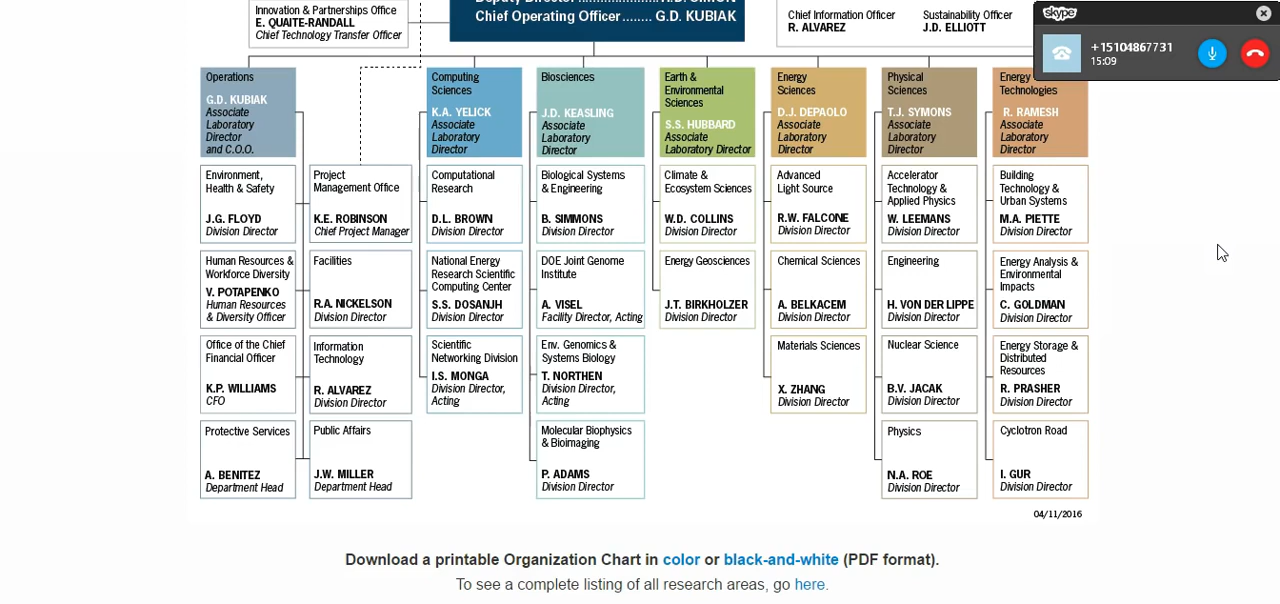 Innovation & Partnerships Office
E. QUAITE-RANDALL
Chief Technology Transfer Officer
Chief Operating Officer ....... G.D. KUBIAK
Chief Information Officer
R. ALVAREZ
Sustainability Officer
J.D. ELLIOTT
skype
+15104867731
15:09
Operations
G.D. KUBIAK
Associate
Laboratory
Director
and C.O.O.
Environment,
Health & Safety
J.G. FLOYD
Division Director
Human Resources &
Workforce Diversity
V. POTAPENKO
Human Resources
& Diversity Officer
Office of the Chief
Financial Officer
K.P. WILLIAMS
CFO
Protective Services
A. BENITEZ
Department Head
Project
Management Office
K.E. ROBINSON
Chief Project Manager
Facilities
R.A. NICKELSON
Division Director
Information
Technology
R. ALVAREZ
Division Director
Public Affairs
J.W. MILLER
Department Head
Computing
Sciences
K.A. YELICK
Associate
Laboratory
Director
Computational
Research
D.L. BROWN
Division Director
National Energy
Research Scientific
Computing Center
S.S. DOSANJH
Division Director
Scientific
Networking Division
I.S. MONGA
Division Director,
Acting
Biosciences
J.D. KEASLING
Associate
Laboratory
Director
Biological Systems
& Engineering
B. SIMMONS
Division Director
DOE Joint Genome
Institute
A. VISEL
Facility Director, Acting
Env. Genomics &
Systems Biology
T. NORTHEN
Division Director,
Acting
Molecular Biophysics
& Bioimaging
P. ADAMS
Division Director
Earth &
Environmental
Sciences
S.S. HUBBARD
Associate
Laboratory Director
Climate &
Ecosystem Sciences
W.D. COLLINS
Division Director
Energy Geosciences
J.T. BIRKHOLZER
Division Director
Energy
Sciences
D.J. DEPAOLO
Associate
Laboratory
Director
Advanced
Light Source
R.W. FALCONE
Division Director
Chemical Sciences
A. BELKACEM
Division Director
Materials Sciences
X. ZHANG
Division Director
Physical
Sciences
T.J. SYMONS
Associate
Laboratory
Director
Accelerator
Technology &
Applied Physics
W. LEEMANS
Division Director
Engineering
H. VON DER LIPPE
Division Director
Nuclear Science
B.V. JACAK
Division Director
Physics
N.A. ROE
Division Director
Energy
Technologies
R. RAMESH
Associate
Laboratory
Director
Building
Technology &
Urban Systems
M.A. PIETTE
Division Director
Energy Analysis &
Environmental
Impacts
C. GOLDMAN
Division Director
Energy Storage &
Distributed
Resources
R. PRASHER
Division Director
Cyclotron Road
I. GUR
Division Director
04/11/2016
Download a printable Organization Chart in color or black-and-white (PDF format).
To see a complete listing of all research areas, go here.